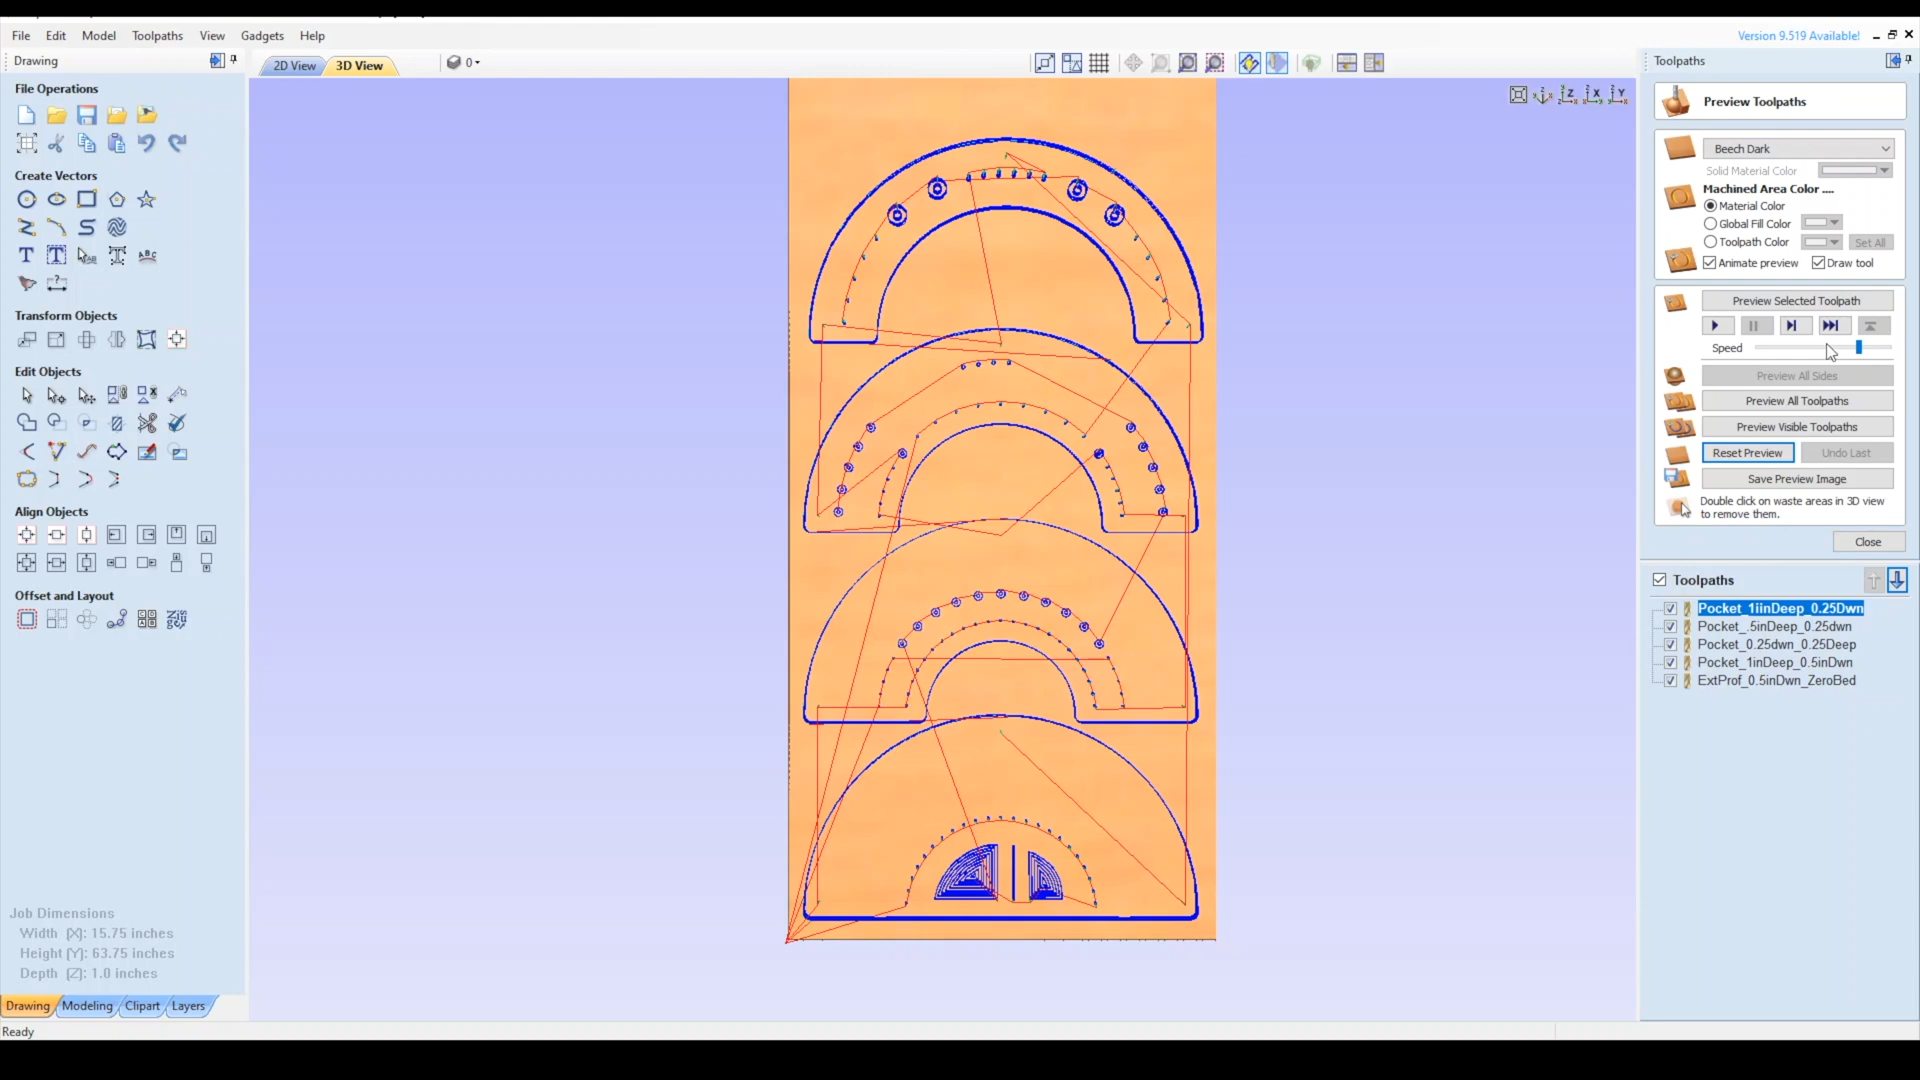 File Edit Model Toolpaths View Gadgets Help
Version 9.519 Available!
Drawing
2D View
3D View
0
Toolpaths
File Operations
Create Vectors
Transform Objects
Edit Objects
Align Objects
Offset and Layout
Job Dimensions
Width (X): 15.75 inches
Height (Y): 63.75 inches
Depth (Z): 1.0 inches
Drawing Modeling Clipart Layers
Ready
Z X Y
Preview Toolpaths
Beech Dark
Solid Material Color
Machined Area Color ....
Material Color
Global Fill Color
Toolpath Color
Set All
Animate preview
Draw tool
Preview Selected Toolpath
Speed
Preview All Sides
Preview All Toolpaths
Preview Visible Toolpaths
Reset Preview
Undo Last
Save Preview Image
Double click on waste areas in 3D view
to remove them.
Close
Toolpaths
Pocket_1iinDeep_0.25Dwn
Pocket_.5inDeep_0.25dwn
Pocket_0.25dwn_0.25Deep
Pocket_1inDeep_0.5inDwn
ExtProf_0.5inDwn_ZeroBed